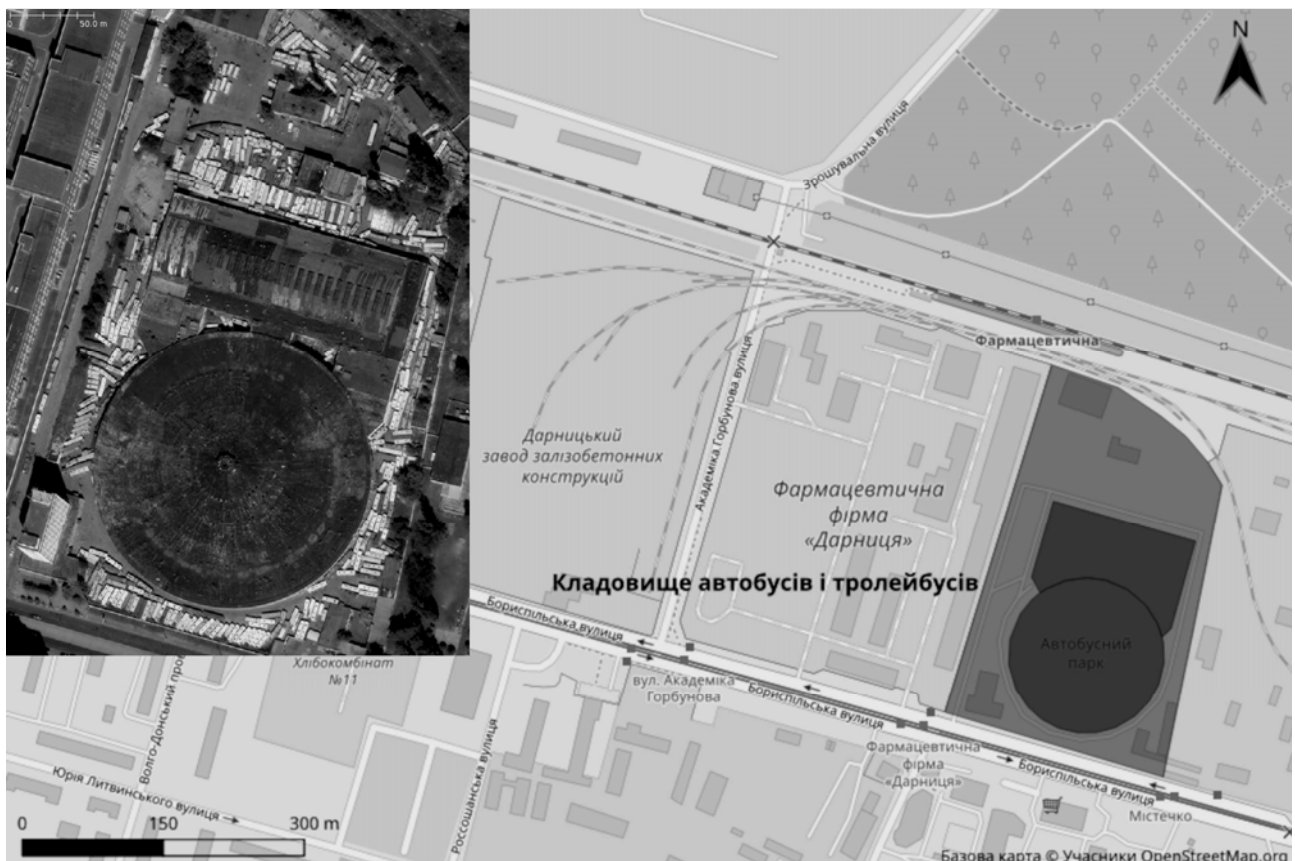 0
50.0 m
N
Зрошувальна вулиця
Фармацевтична
Академіка Горбунова вулиця
Дарницький
завод залізобетонних
конструкцій
Фармацевтична
фірма
«Дарниця»
Кладовище автобусів і тролейбусів
Бориспільська вулиця
Автобусний
парк
Хлібокомбінат
№11
вул. Академіка
Горбунова
Бориспільська вулиця
Волго-Донський про
Россошанська вулиця
Фармацевтична
фірма
«Дарниця»
Бориспільська вулиця
Містечко
Юрія Литвинського вулиця
0
150
300 m
Базова карта © Учасники OpenStreetMap.org